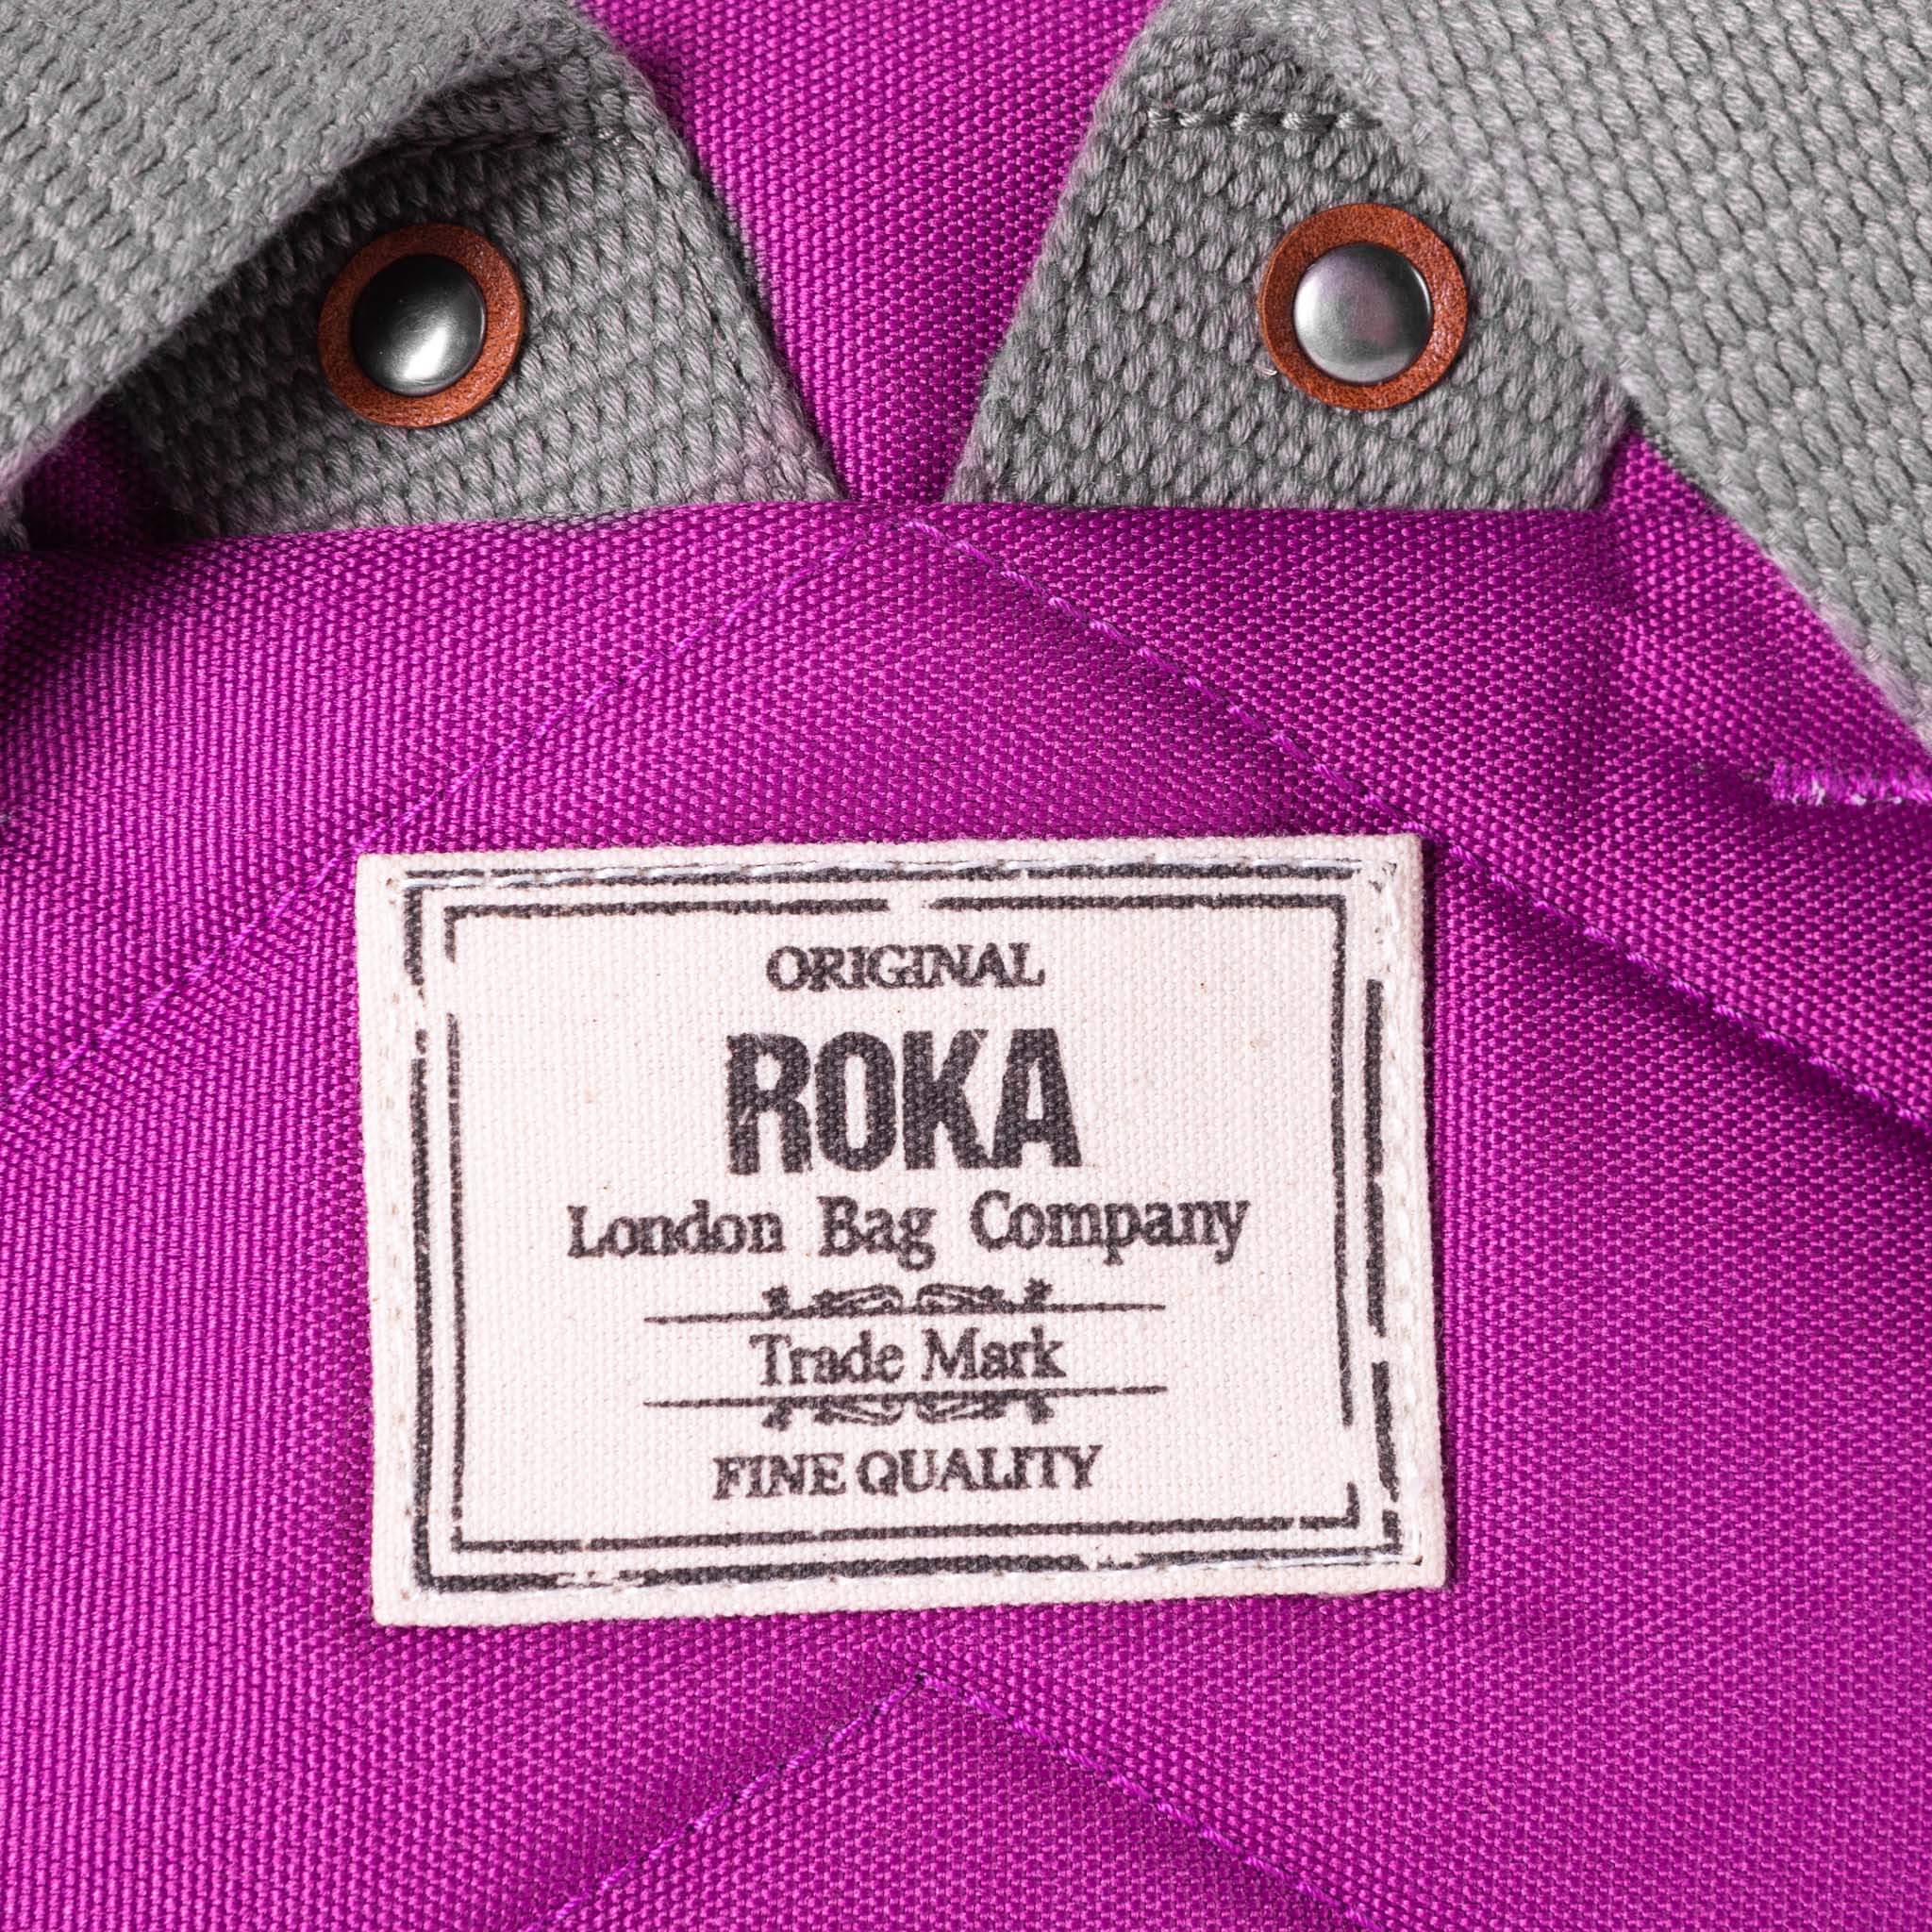 ORIGINAL
ROKA
London Bag Company
Trade Mark
FINE QUALITY